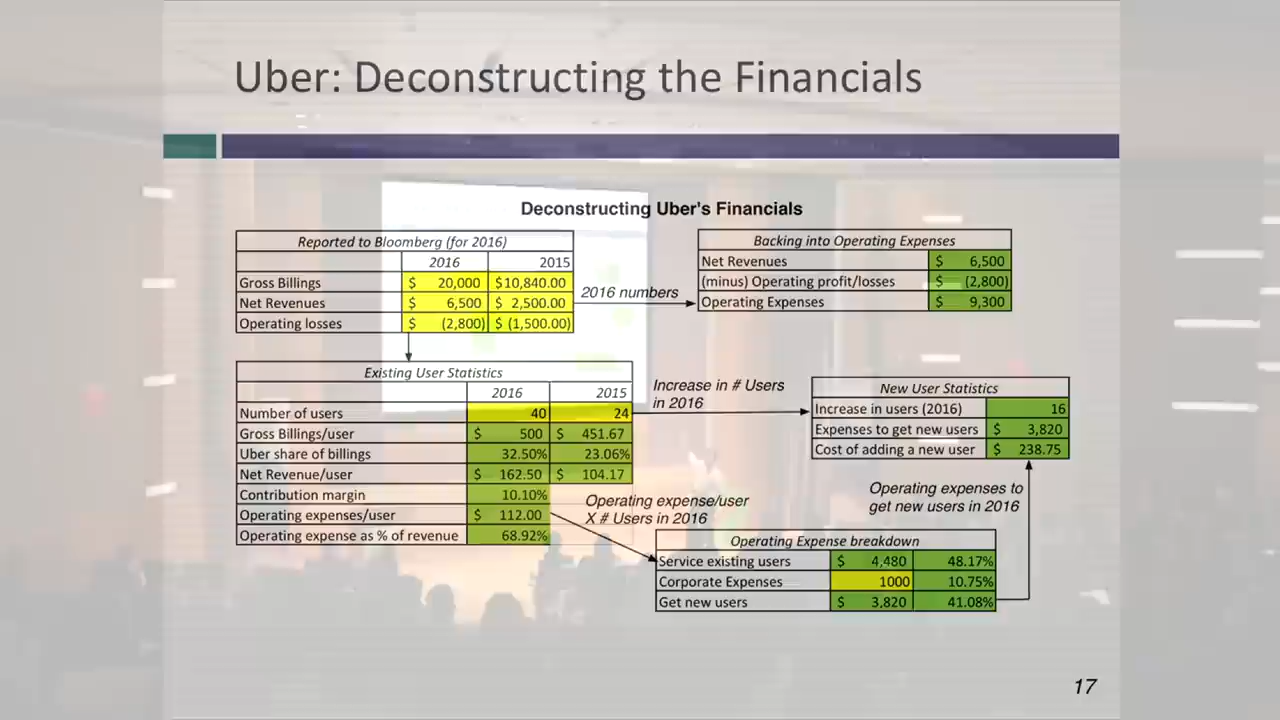 Uber: Deconstructing the Financials
Deconstructing Uber's Financials
Reported to Bloomberg (for 2016)
2016 2015
Gross Billings $ 20,000 $10,840.00
Net Revenues $ 6,500 $ 2,500.00
Operating losses $ (2,800) $ (1,500.00)
2016 numbers
Backing into Operating Expenses
Net Revenues $ 6,500
(minus) Operating profit/losses $ (2,800)
Operating Expenses $ 9,300
Existing User Statistics
2016 2015
Number of users 40 24
Gross Billings/user $ 500 $ 451.67
Uber share of billings 32.50% 23.06%
Net Revenue/user $ 162.50 $ 104.17
Contribution margin 10.10%
Operating expenses/user $ 112.00
Operating expense as % of revenue 68.92%
Increase in # Users
in 2016
New User Statistics
Increase in users (2016) 16
Expenses to get new users $ 3,820
Cost of adding a new user $ 238.75
Operating expense/user
X # Users in 2016
Operating expenses to
get new users in 2016
Operating Expense breakdown
Service existing users $ 4,480 48.17%
Corporate Expenses 1000 10.75%
Get new users $ 3,820 41.08%
17